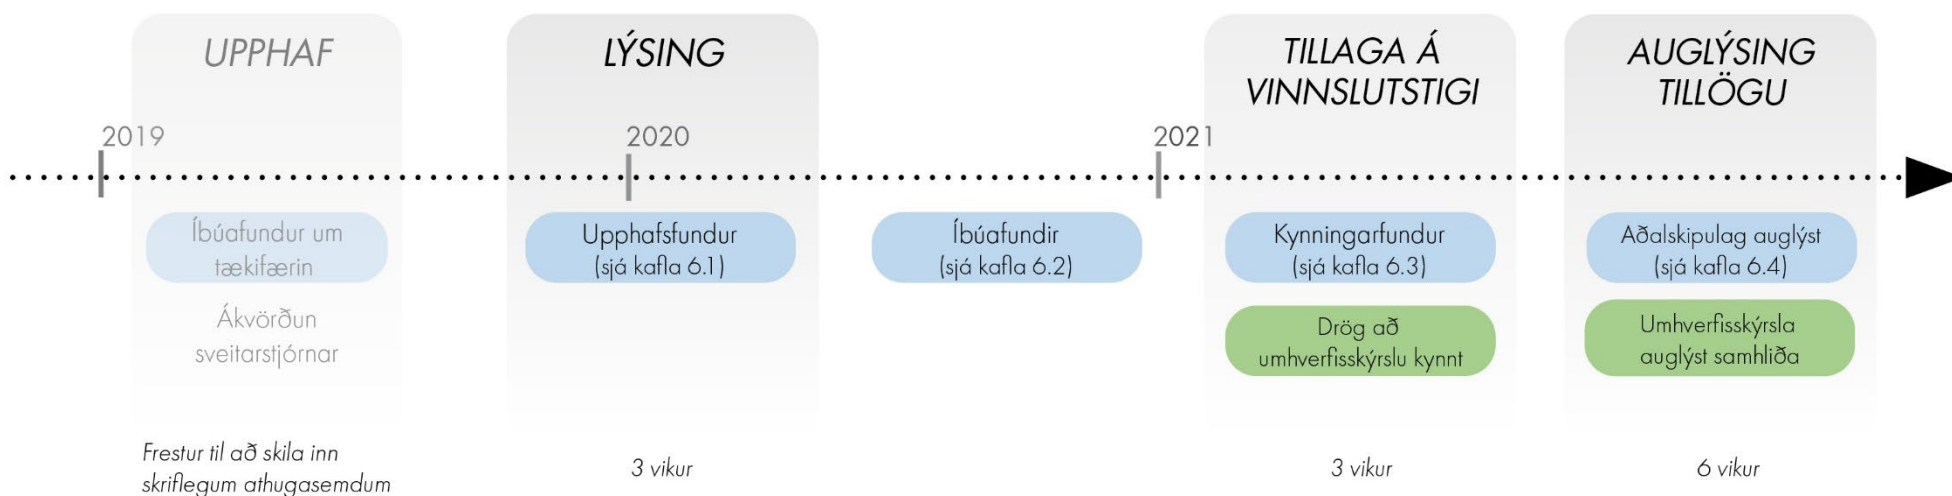 UPPHAF
LÝSING
TILLAGA Á
VINNSLUTSTIGI
AUGLÝSING
TILLÖGU
2019
2020
2021
Íbúafundur um
tækifærin
Ákvörðun
sveitarstjórnar
Upphafsfundur
(sjá kafla 6.1)
Íbúafundir
(sjá kafla 6.2)
Kynningarfundur
(sjá kafla 6.3)
Drög að
umhverfisskýrslu kynnt
Aðalskipulag auglýst
(sjá kafla 6.4)
Umhverfisskýrsla
auglýst samhliða
Frestur til að skila inn
skriflegum athugasemdum
3 vikur
3 vikur
6 vikur